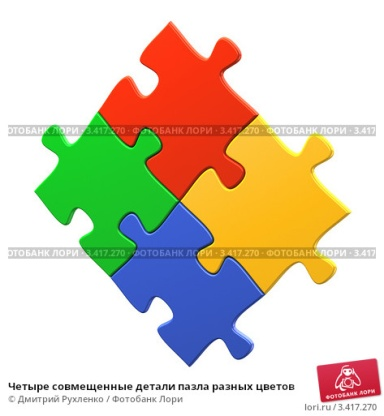 ФОТОБАНК ЛОРИ - 3.417.270 - ФОТОБАНК ЛОРИ - 3.417.270 - ФОТОБАНК ЛОРИ - 3.417
ФОТОБАНК ЛОРИ - 3.417.270 - ФОТОБАНК ЛОРИ - 3.417.270 - ФОТОБАНК ЛОРИ - 3.417
Четыре совмещенные детали пазла разных цветов
© Дмитрий Рухленко / Фотобанк Лори
ФОТОБАНК ЛОРИ
lori.ru / 3.417.270